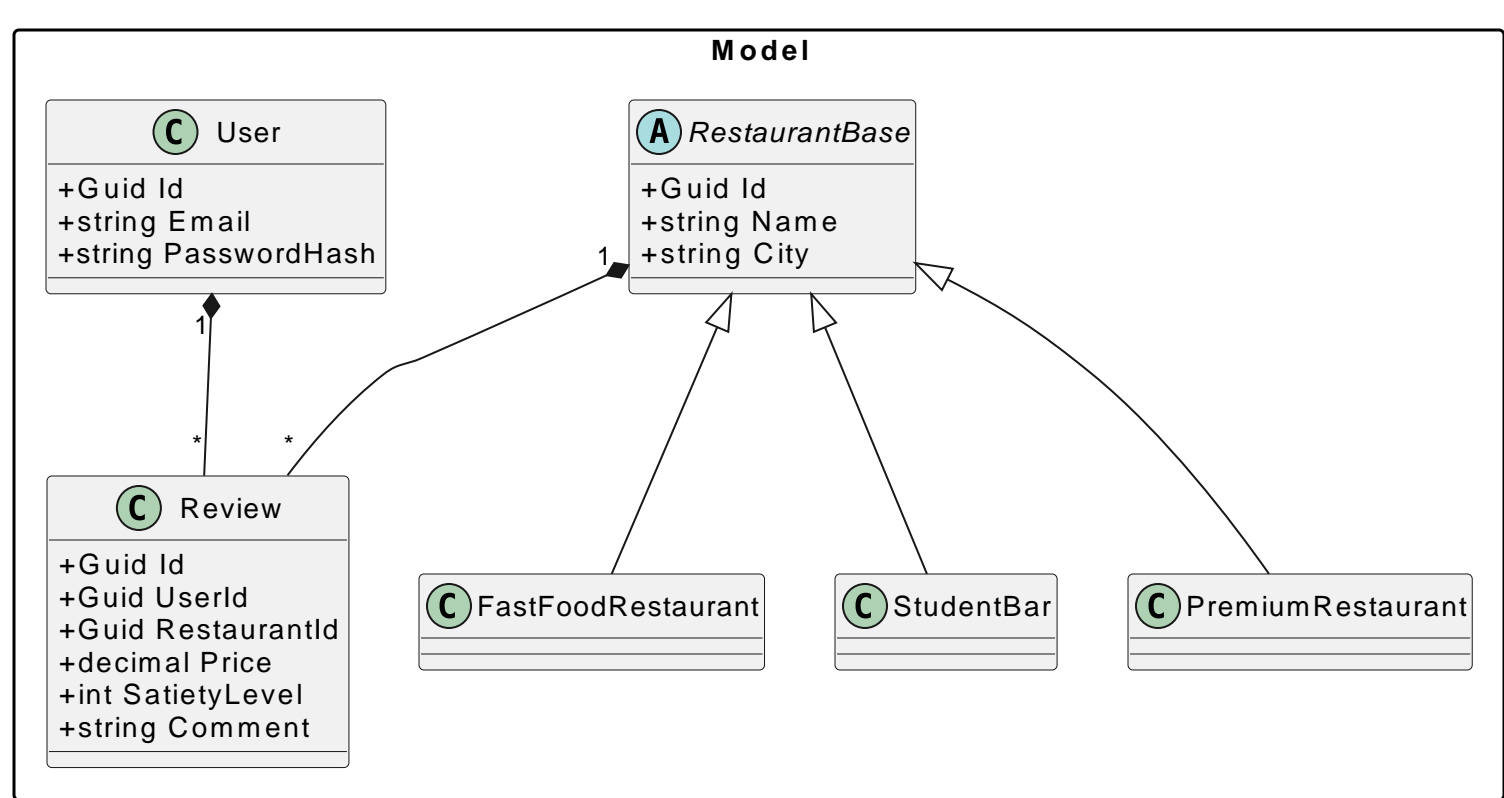 Model
C User
+Guid Id
+string Email
+string PasswordHash
A RestaurantBase
+Guid Id
+string Name
+string City
1
*
1
*
C Review
+Guid Id
+Guid UserId
+Guid RestaurantId
+decimal Price
+int SatietyLevel
+string Comment
C FastFoodRestaurant
C StudentBar
C PremiumRestaurant